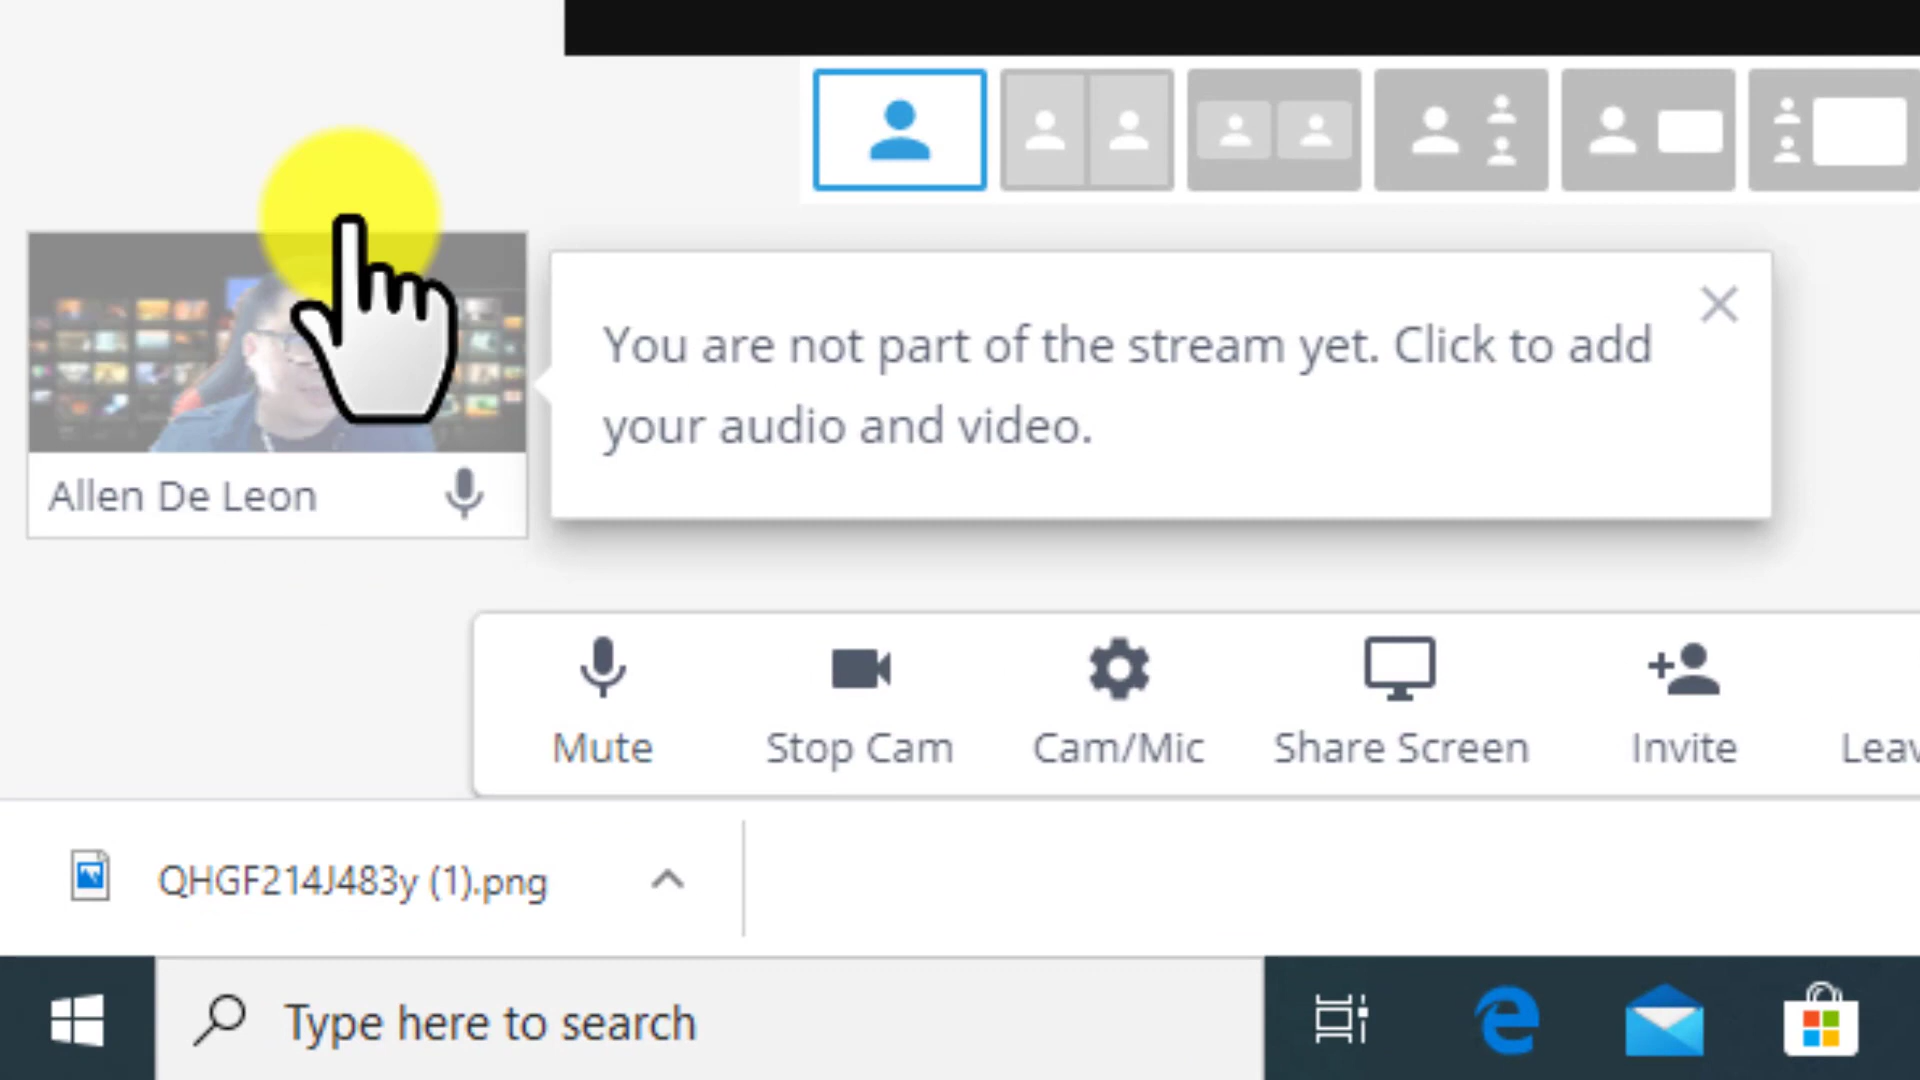 You are not part of the stream yet. Click to add
your audio and video.
Allen De Leon
Mute
Stop Cam
Cam/Mic
Share Screen
Invite
Leav
QHGF214J483y (1).png
Type here to search